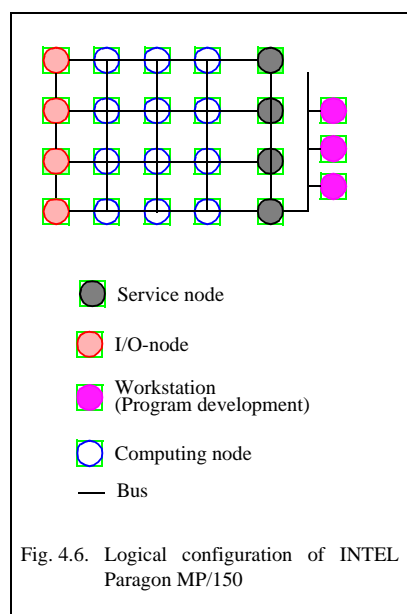 Service node
I/O-node
Workstation
(Program development)
Computing node
Bus
Fig. 4.6. Logical configuration of INTEL
Paragon MP/150